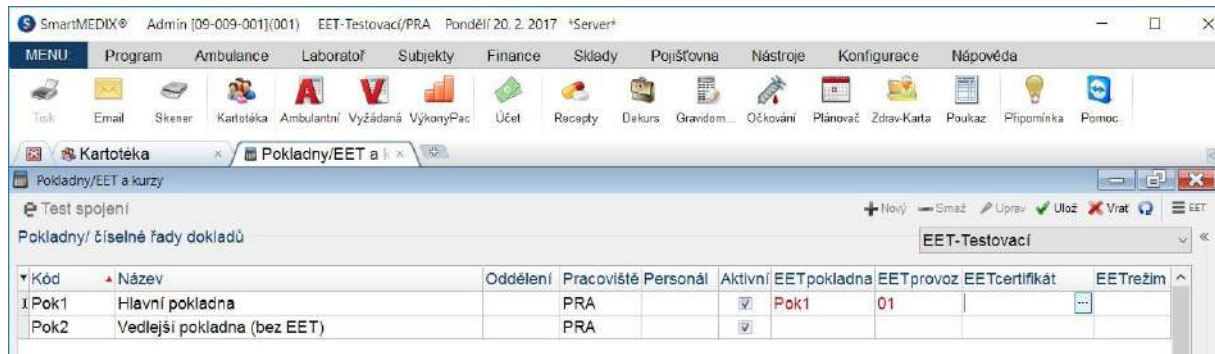 SmartMEDIX® Admin [09-009-001](001) EET-Testovací/PRA Pondělí 20. 2. 2017 *Server*
MENU: Program Ambulance Laboratoř Subjekty Finance Sklady Pojišťovna Nástroje Konfigurace Nápověda
Tisk Email Skener Kartotéka Ambulantní Vyžádaná VýkonyPac Účet Recepty Dekurs Gravidom... Očkování Plánovač Zdrav-Karta Poukaz Připomínka Pomoc
Kartotéka Pokladny/EET a k
Pokladny/EET a kurzy
Test spojení Nový Smaž Uprav Ulož Vrat EET
Pokladny/ číselné řady dokladů EET-Testovací
Kód Název Oddělení Pracoviště Personál Aktivní EETpokladna EETprovoz EETcertifikát EETrežim
Pok1 Hlavní pokladna PRA Pok1 01 ...
Pok2 Vedlejší pokladna (bez EET) PRA